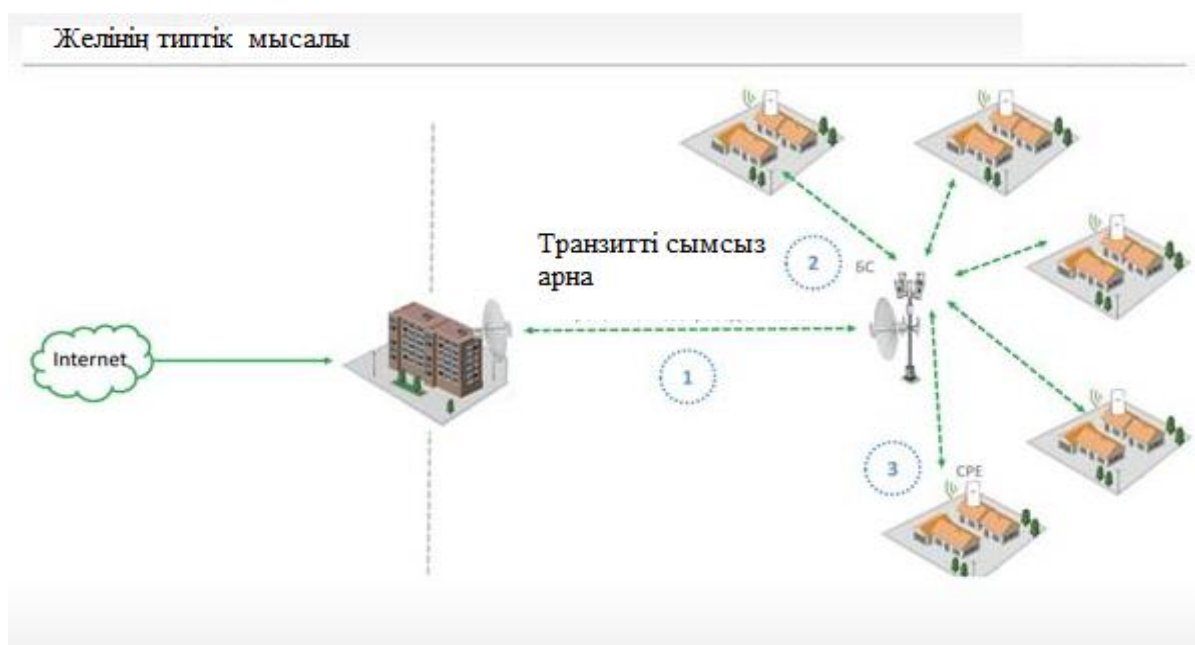 Желінің типтік мысалы
Транзитті сымсыз
арна
2
БС
Internet
1
3
CPE